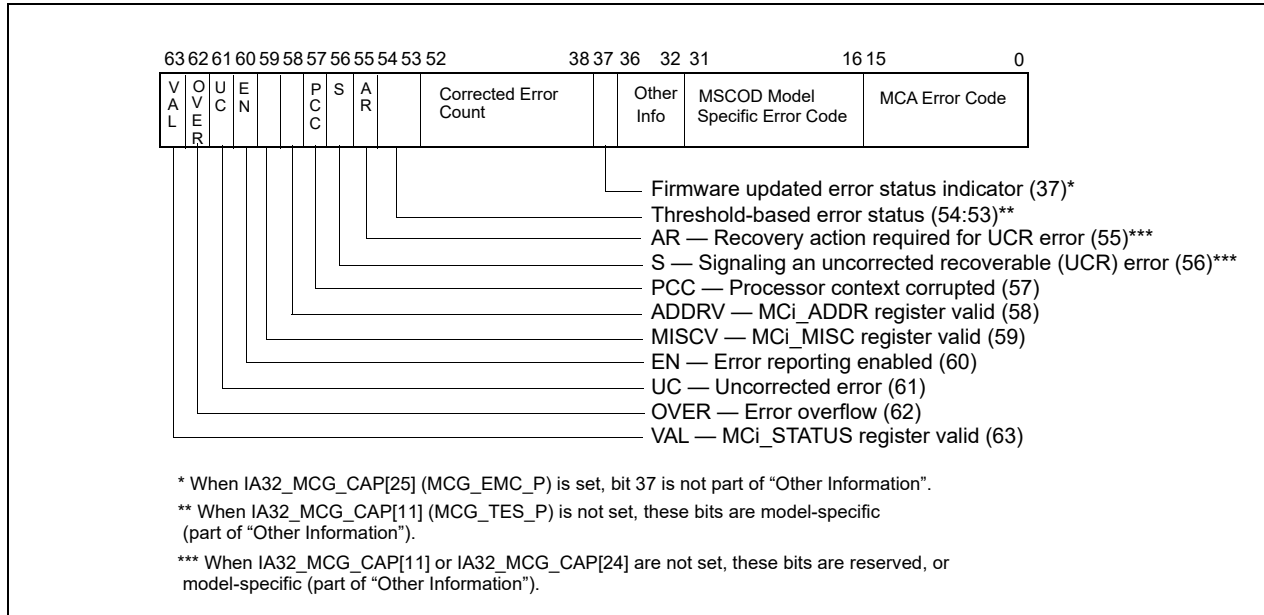 63 62 61 60 59 58 57 56 55 54 53 52 38 37 36 32 31 16 15 0
VAL
OVER
UC
EN
PCC
S
AR
Corrected Error
Count
Other
Info
MSCOD Model
Specific Error Code
MCA Error Code
Firmware updated error status indicator (37)*
Threshold-based error status (54:53)**
AR — Recovery action required for UCR error (55)***
S — Signaling an uncorrected recoverable (UCR) error (56)***
PCC — Processor context corrupted (57)
ADDRV — MCi_ADDR register valid (58)
MISCV — MCi_MISC register valid (59)
EN — Error reporting enabled (60)
UC — Uncorrected error (61)
OVER — Error overflow (62)
VAL — MCi_STATUS register valid (63)
* When IA32_MCG_CAP[25] (MCG_EMC_P) is set, bit 37 is not part of “Other Information”.
** When IA32_MCG_CAP[11] (MCG_TES_P) is not set, these bits are model-specific
(part of “Other Information”).
*** When IA32_MCG_CAP[11] or IA32_MCG_CAP[24] are not set, these bits are reserved, or
model-specific (part of “Other Information”).